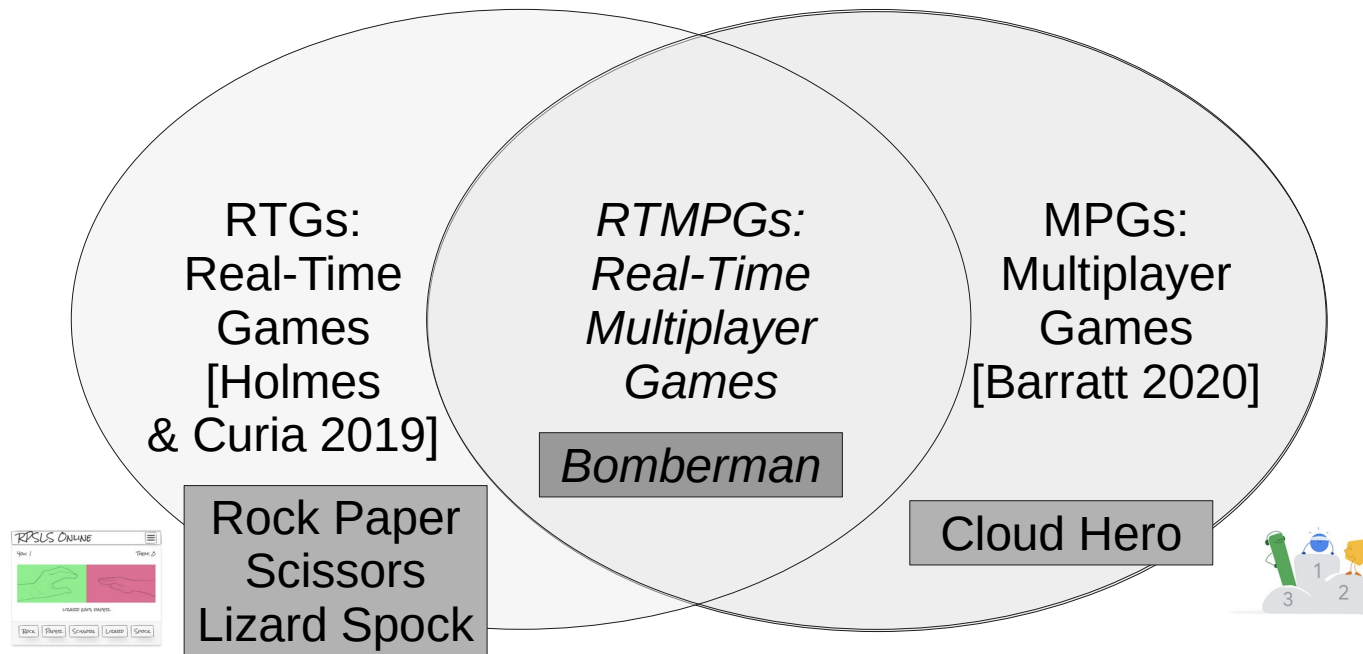 RTGs:
Real-Time
Games
[Holmes
& Curia 2019]
Rock Paper
Scissors
Lizard Spock
RTMPGs:
Real-Time
Multiplayer
Games
Bomberman
MPGs:
Multiplayer
Games
[Barratt 2020]
Cloud Hero
RPSLS ONLINE
YOU: 1 THEM: 0
LIZARD EATS PAPER
ROCK PAPER SCISSORS LIZARD SPOCK
1
3 2